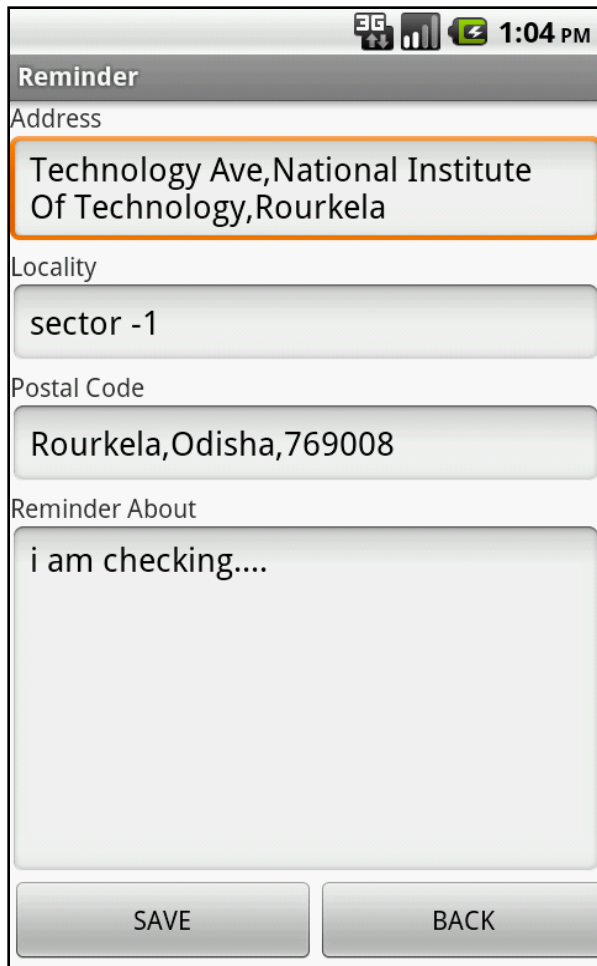 3G 1:04 PM
Reminder
Address
Technology Ave,National Institute
Of Technology,Rourkela
Locality
sector -1
Postal Code
Rourkela,Odisha,769008
Reminder About
i am checking....
SAVE BACK